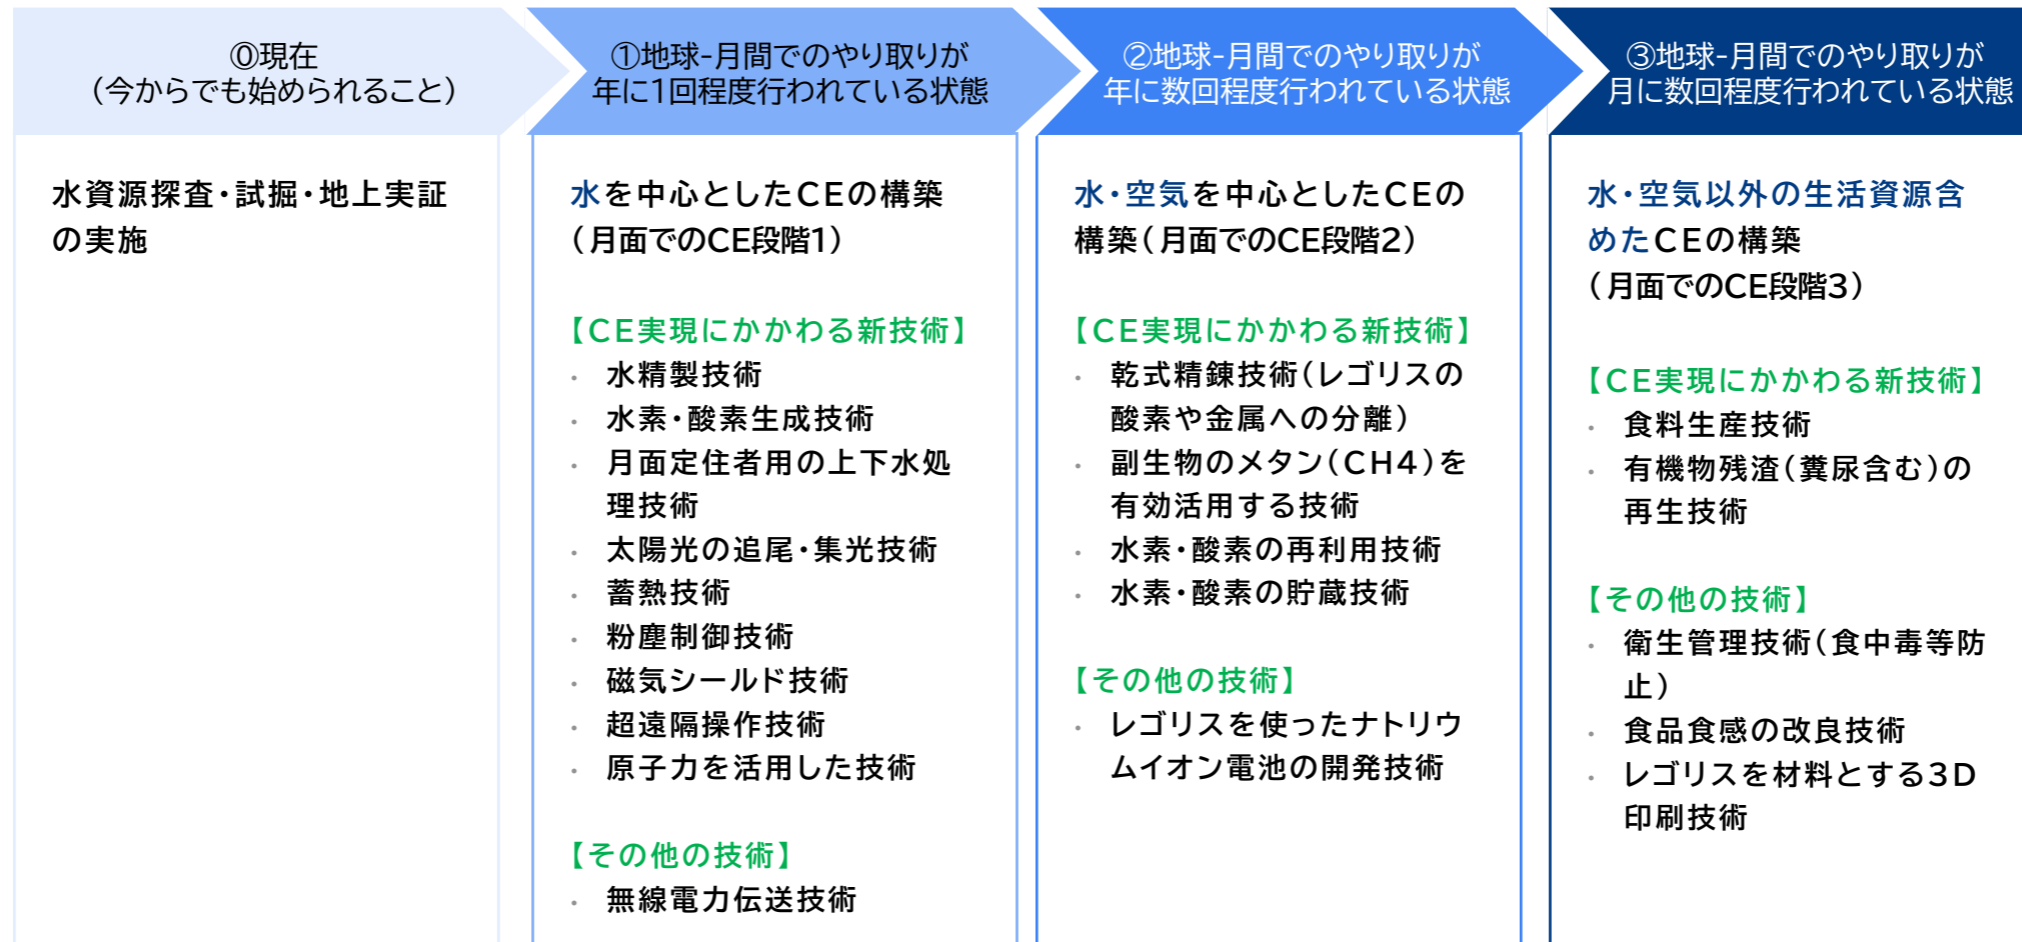 ⓪現在
（今からでも始められること）
水資源探査・試掘・地上実証
の実施
①地球-月間でのやり取りが
年に1回程度行われている状態
水を中心としたCEの構築
（月面でのCE段階1）
【CE実現にかかわる新技術】
・ 水精製技術
・ 水素・酸素生成技術
・ 月面定住者用の上下水処
理技術
・ 太陽光の追尾・集光技術
・ 蓄熱技術
・ 粉塵制御技術
・ 磁気シールド技術
・ 超遠隔操作技術
・ 原子力を活用した技術
【その他の技術】
・ 無線電力伝送技術
②地球-月間でのやり取りが
年に数回程度行われている状態
水・空気を中心としたCEの
構築（月面でのCE段階2）
【CE実現にかかわる新技術】
・ 乾式精錬技術（レゴリスの
酸素や金属への分離）
・ 副生物のメタン（CH4）を
有効活用する技術
・ 水素・酸素の再利用技術
・ 水素・酸素の貯蔵技術
【その他の技術】
・ レゴリスを使ったナトリウ
ムイオン電池の開発技術
③地球-月間でのやり取りが
月に数回程度行われている状態
水・空気以外の生活資源含
めたCEの構築
（月面でのCE段階3）
【CE実現にかかわる新技術】
・ 食料生産技術
・ 有機物残渣（糞尿含む）の
再生技術
【その他の技術】
・ 衛生管理技術（食中毒等防
止）
・ 食品食感の改良技術
・ レゴリスを材料とする3D
印刷技術